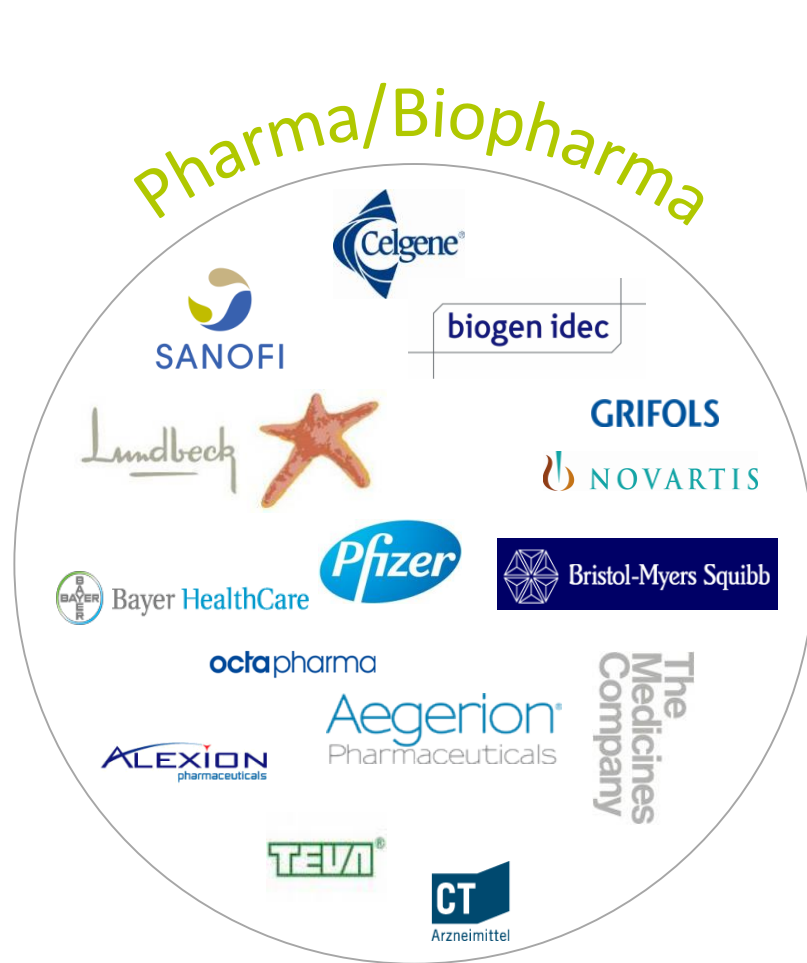 Pharma/Biopharma
Celgene®
SANOFI
biogen idec
Lundbeck
GRIFOLS
NOVARTIS
Pfizer
Bristol-Myers Squibb
BAYER
BAYER
Bayer HealthCare
octapharma
The
Medicines
Company
Aegerion®
Pharmaceuticals
ALEXION
pharmaceuticals
TEVA®
CT
Arzneimittel